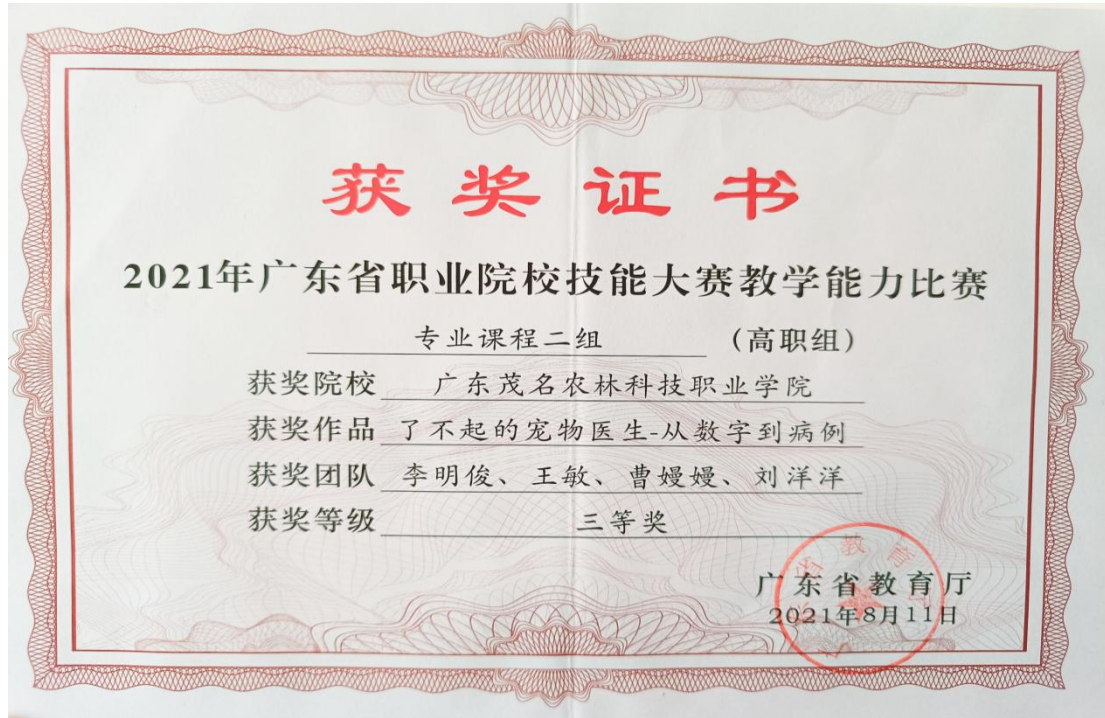 获奖证书
2021年广东省职业院校技能大赛教学能力比赛
专业课程二组 (高职组)
获奖院校 广东茂名农林科技职业学院
获奖作品 了不起的宠物医生-从数字到病例
获奖团队 李明俊、王敏、曹嫚嫚、刘洋洋
获奖等级 三等奖
广东省教育厅
2021年8月11日